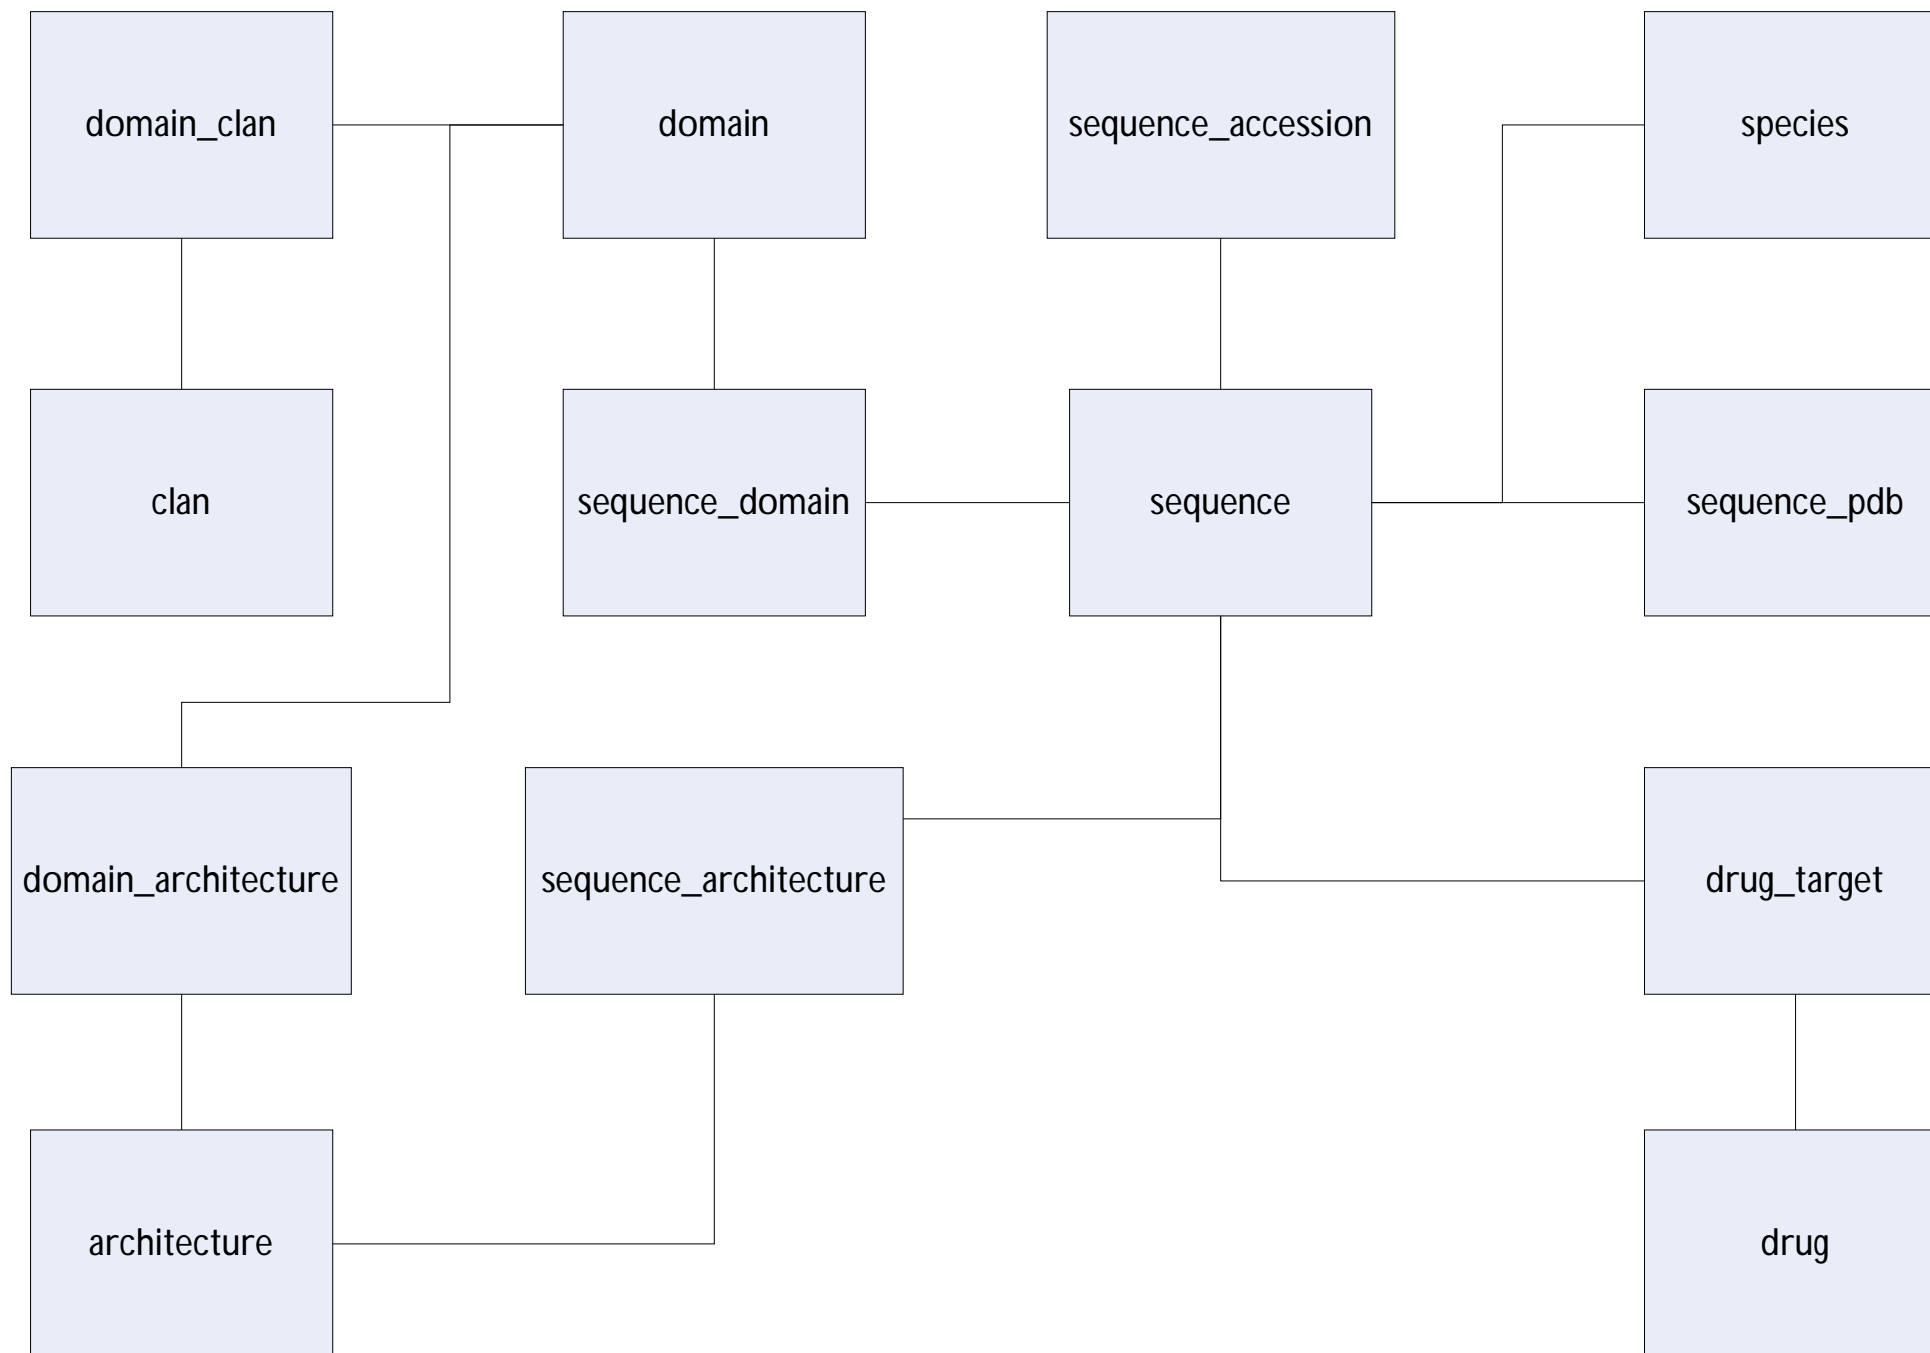 domain_clan
domain
sequence_accession
species
clan
sequence_domain
sequence
sequence_pdb
domain_architecture
sequence_architecture
drug_target
architecture
drug